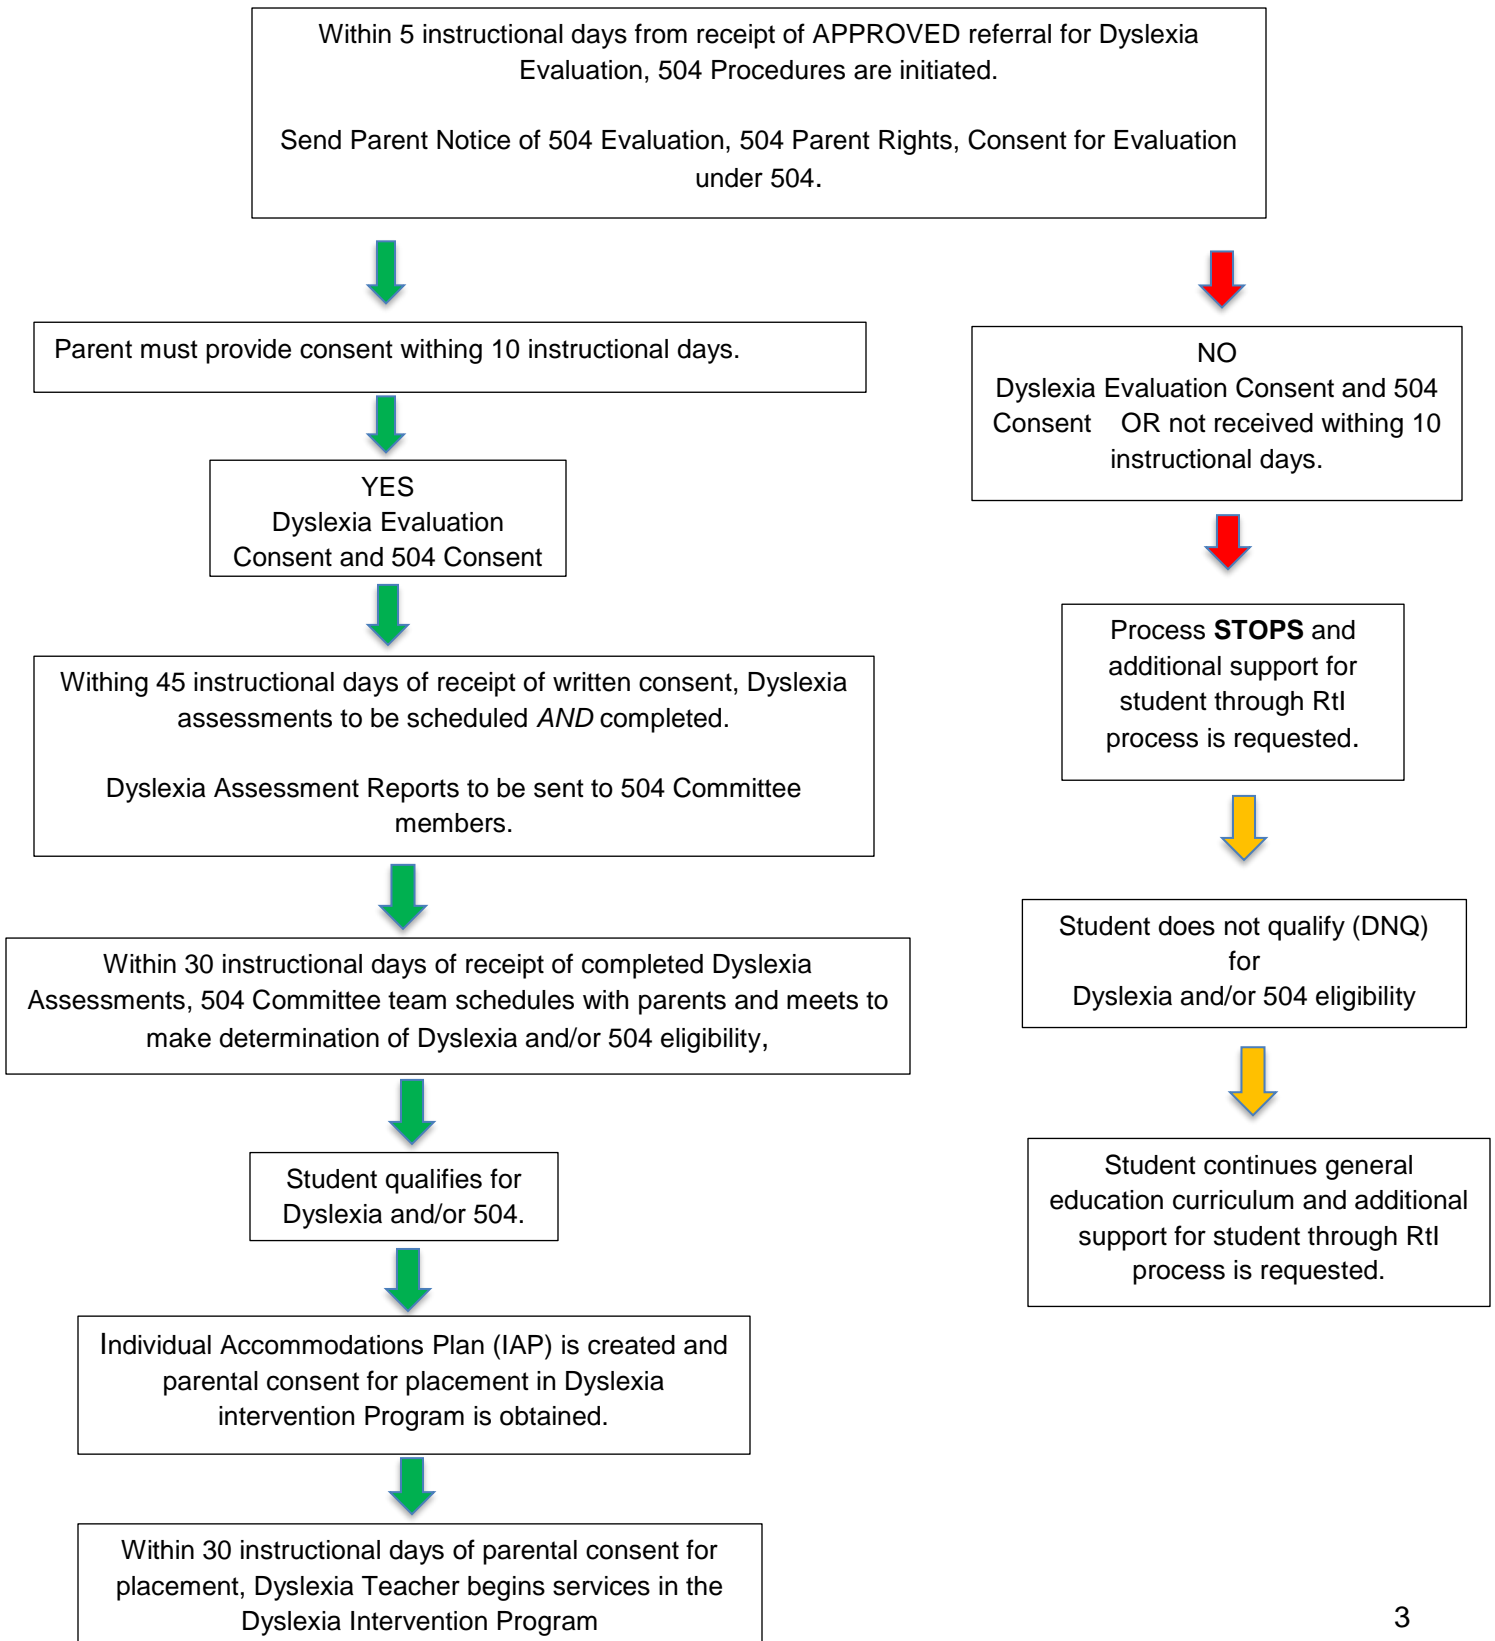 Within 5 instructional days from receipt of APPROVED referral for Dyslexia
Evaluation, 504 Procedures are initiated.
Send Parent Notice of 504 Evaluation, 504 Parent Rights, Consent for Evaluation
under 504.
Parent must provide consent withing 10 instructional days.
YES
Dyslexia Evaluation
Consent and 504 Consent
Withing 45 instructional days of receipt of written consent, Dyslexia
assessments to be scheduled AND completed.
Dyslexia Assessment Reports to be sent to 504 Committee
members.
Within 30 instructional days of receipt of completed Dyslexia
Assessments, 504 Committee team schedules with parents and meets to
make determination of Dyslexia and/or 504 eligibility,
Student qualifies for
Dyslexia and/or 504.
Individual Accommodations Plan (IAP) is created and
parental consent for placement in Dyslexia
intervention Program is obtained.
Within 30 instructional days of parental consent for
placement, Dyslexia Teacher begins services in the
Dyslexia Intervention Program
NO
Dyslexia Evaluation Consent and 504
Consent OR not received withing 10
instructional days.
Process STOPS and
additional support for
student through RtI
process is requested.
Student does not qualify (DNQ)
for
Dyslexia and/or 504 eligibility
Student continues general
education curriculum and additional
support for student through RtI
process is requested.
3